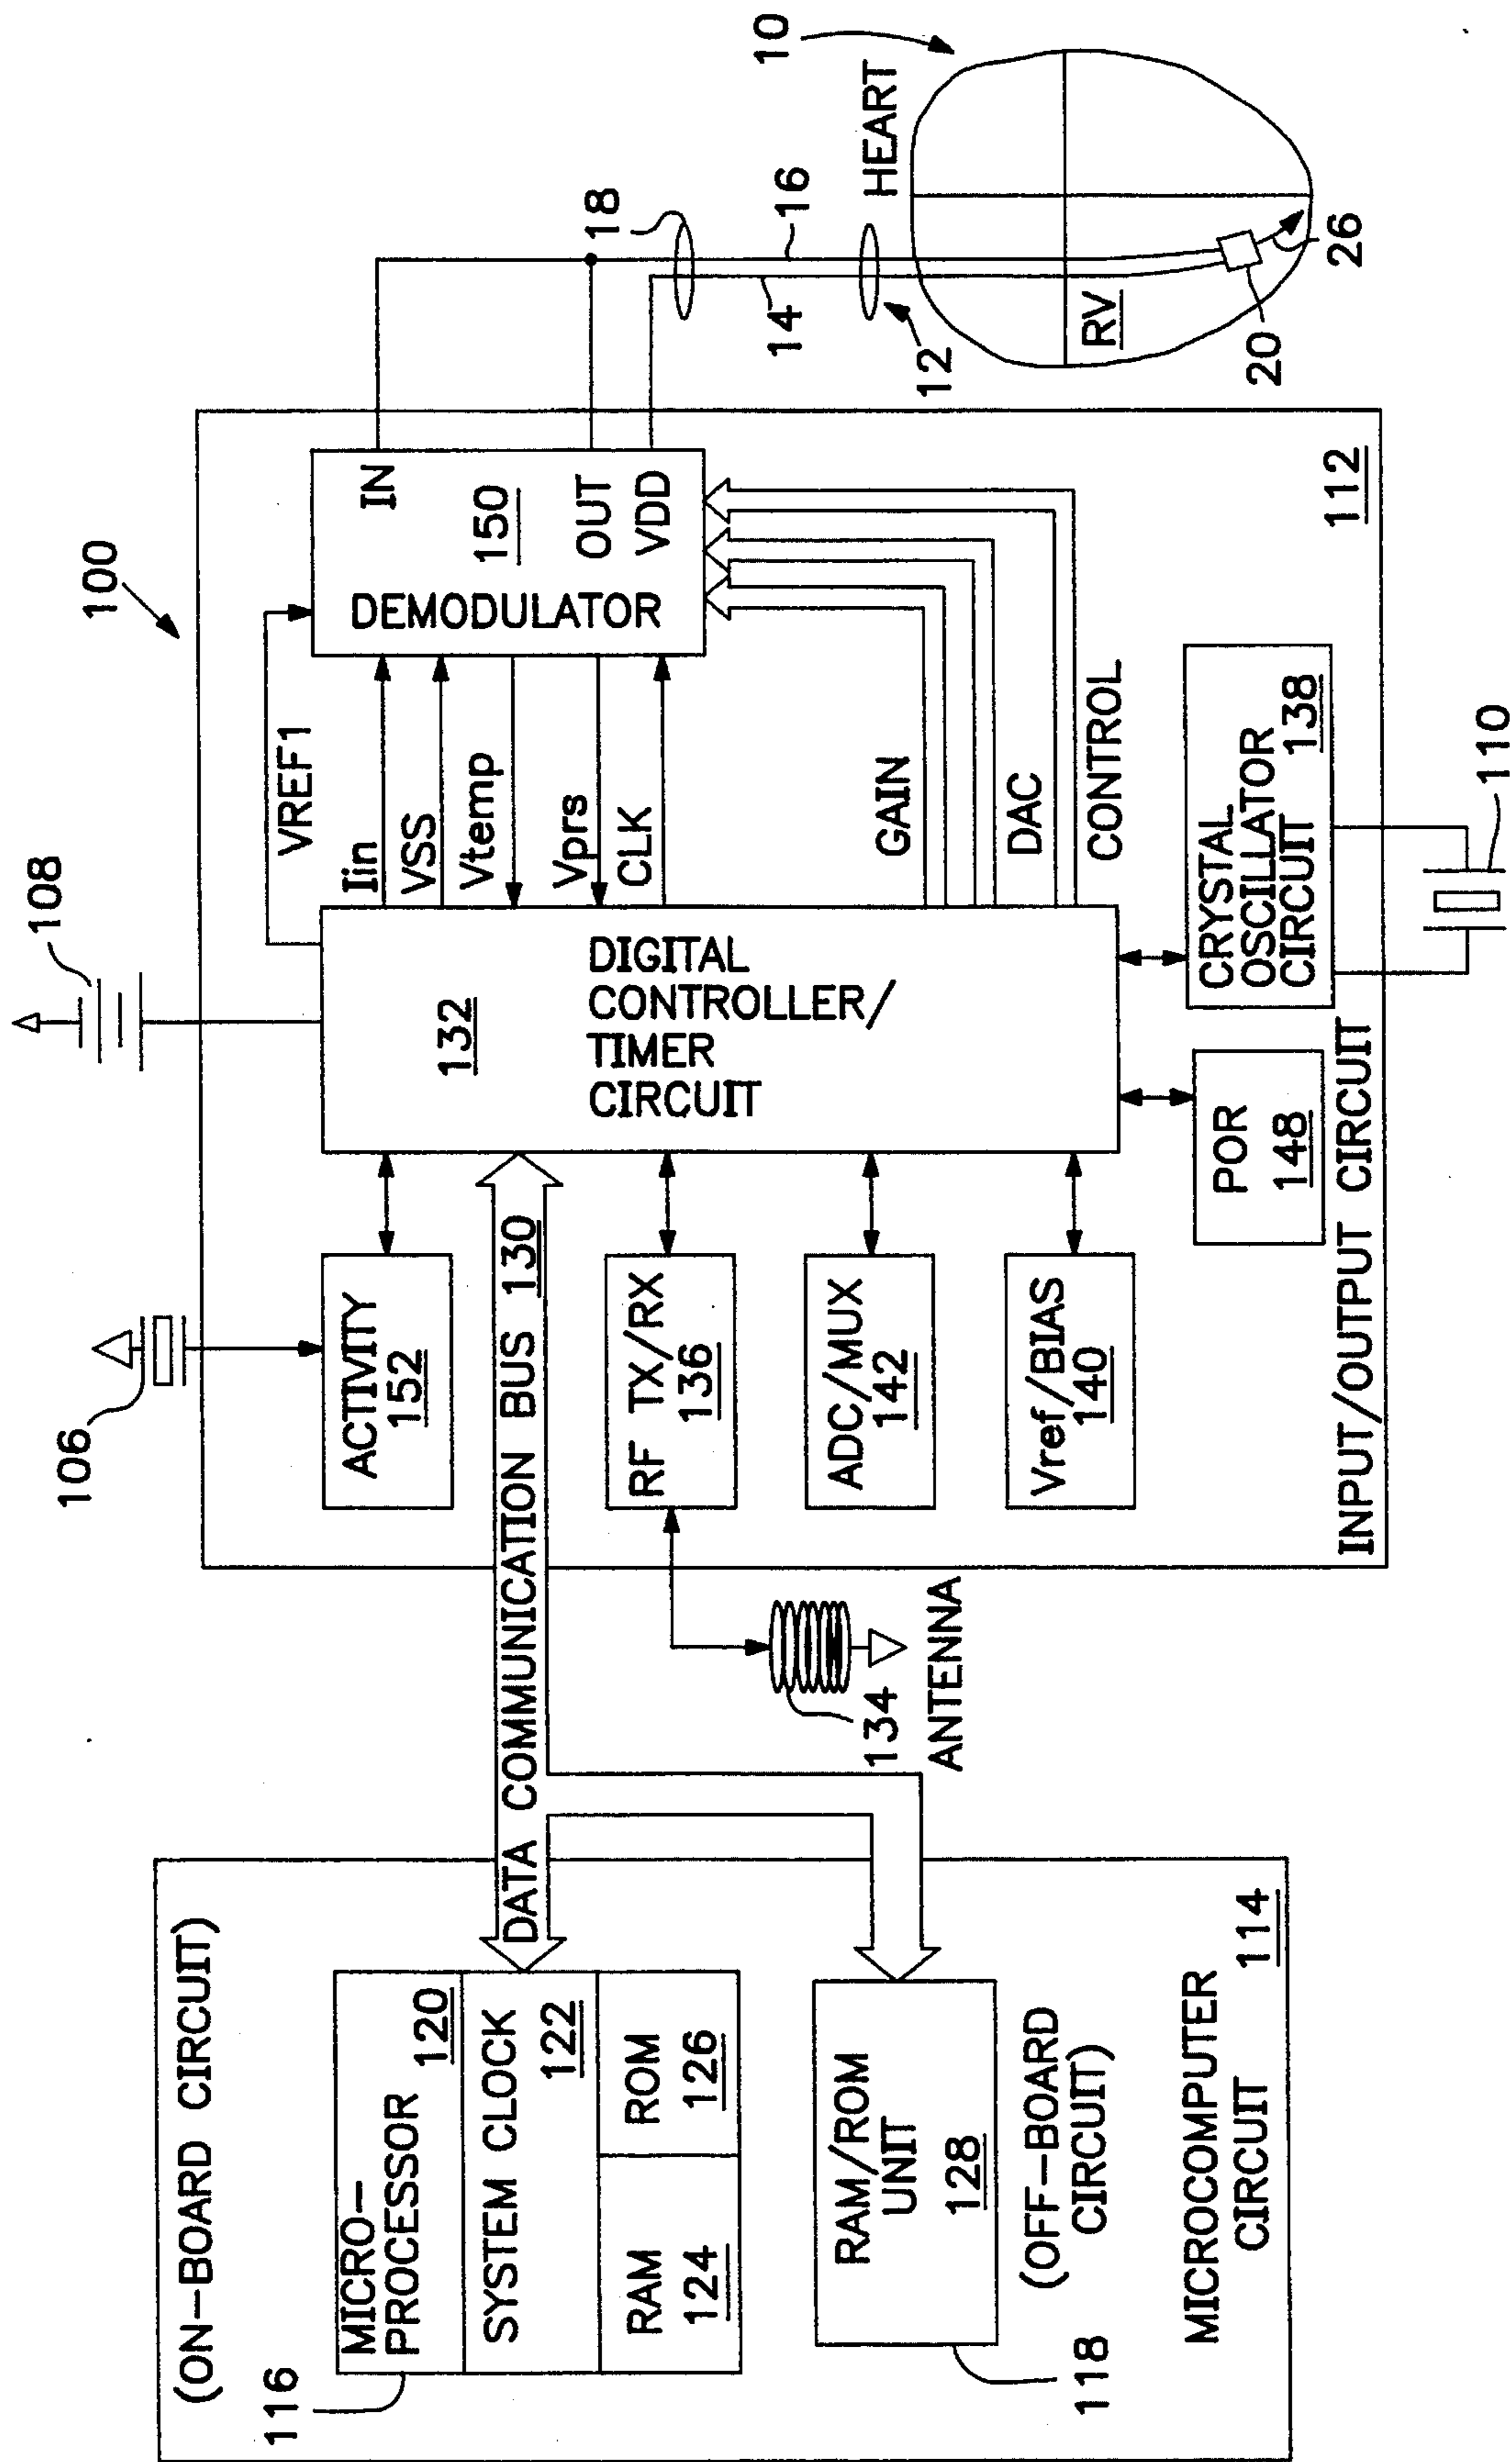 (ON-BOARD CIRCUIT)
116
MICRO-
PROCESSOR
120
SYSTEM CLOCK
122
RAM
124
ROM
126
RAM/ROM
UNIT
128
118
(OFF-BOARD
CIRCUIT)
MICROCOMPUTER
CIRCUIT
114
DATA COMMUNICATION BUS 130
134
ANTENNA
106
ACTIVITY
152
RF TX/RX
136
ADC/MUX
142
Vref/BIAS
140
POR
148
INPUT/OUTPUT CIRCUIT
112
108
132
DIGITAL
CONTROLLER/
TIMER
CIRCUIT
CRYSTAL
OSCILLATOR
CIRCUIT
138
110
100
VREF1
Iin
VSS
Vtemp
Vprs
CLK
GAIN
DAC
CONTROL
DEMODULATOR
150
IN
OUT
VDD
18
14
16
12
HEART
10
RV
20
26